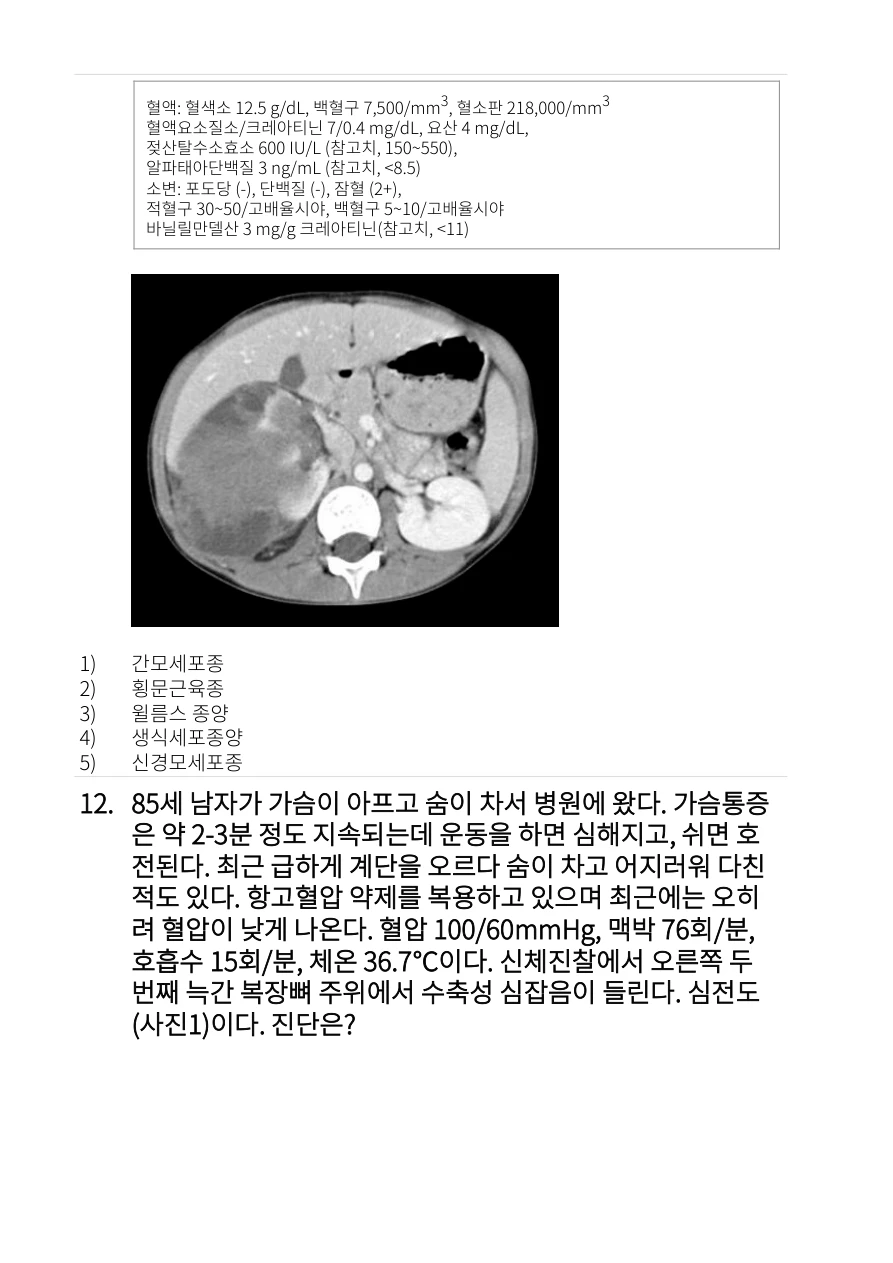 혈액: 혈색소 12.5 g/dL, 백혈구 7,500/mm3, 혈소판 218,000/mm3
혈액요소질소/크레아티닌 7/0.4 mg/dL, 요산 4 mg/dL,
젖산탈수소효소 600 IU/L (참고치, 150~550),
알파태아단백질 3 ng/mL (참고치, <8.5)
소변: 포도당 (-), 단백질 (-), 잠혈 (2+),
적혈구 30~50/고배율시야, 백혈구 5~10/고배율시야
바닐릴만델산 3 mg/g 크레아티닌(참고치, <11)
1) 간모세포종
2) 횡문근육종
3) 윌름스 종양
4) 생식세포종양
5) 신경모세포종
12. 85세 남자가 가슴이 아프고 숨이 차서 병원에 왔다. 가슴통증
은 약 2-3분 정도 지속되는데 운동을 하면 심해지고, 쉬면 호
전된다. 최근 급하게 계단을 오르다 숨이 차고 어지러워 다친
적도 있다. 항고혈압 약제를 복용하고 있으며 최근에는 오히
려 혈압이 낮게 나온다. 혈압 100/60mmHg, 맥박 76회/분,
호흡수 15회/분, 체온 36.7℃이다. 신체진찰에서 오른쪽 두
번째 늑간 복장뼈 주위에서 수축성 심잡음이 들린다. 심전도
(사진1)이다. 진단은?